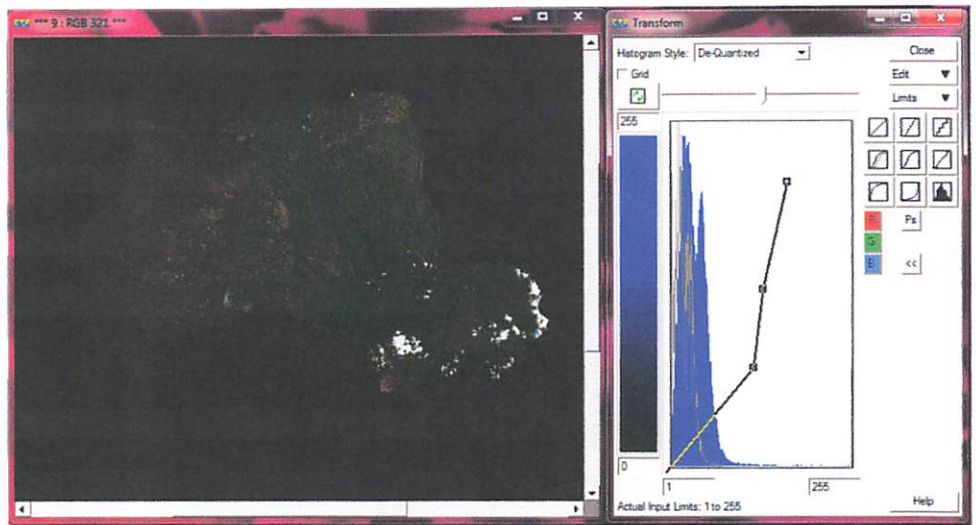 *** 9 : RGB 321 ***
Transform
Histogram Style: De-Quantized
Close
Grid
Edit
Limits
255
R
Ps
G
B
<<
0
1
255
Actual Input Limits: 1 to 255
Help